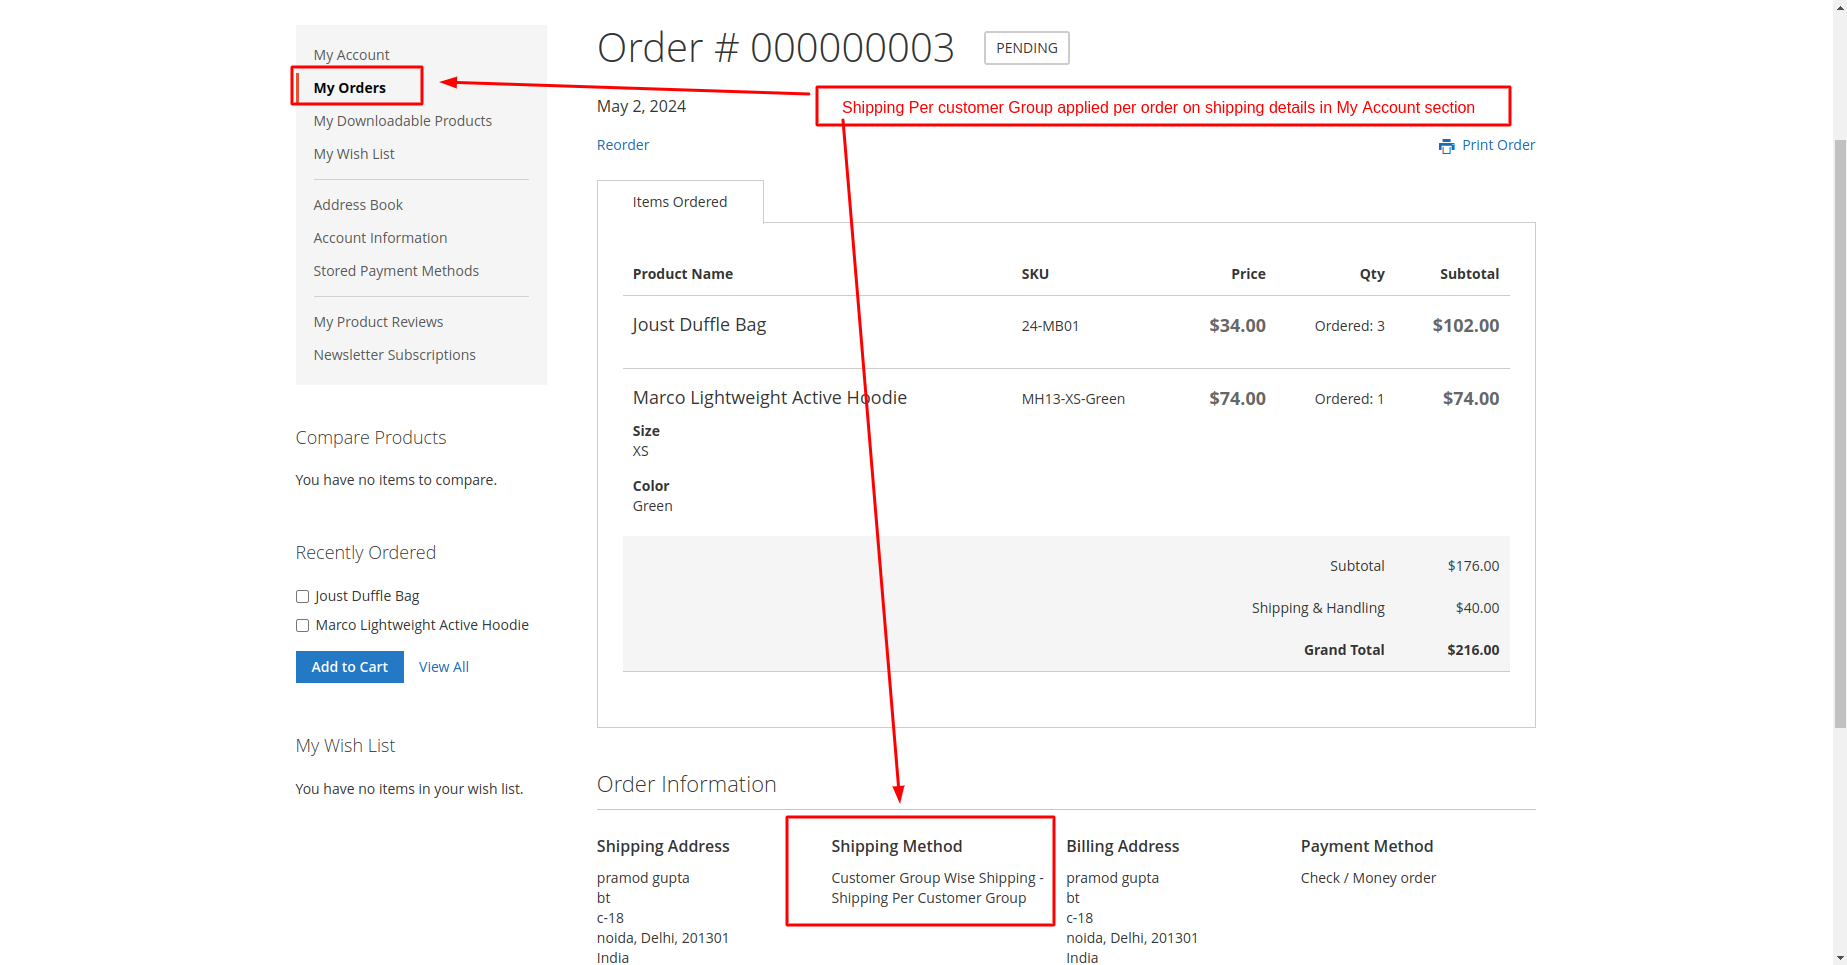 My Account
My Orders
My Downloadable Products
My Wish List
Address Book
Account Information
Stored Payment Methods
My Product Reviews
Newsletter Subscriptions
Compare Products
You have no items to compare.
Recently Ordered
Joust Duffle Bag
Marco Lightweight Active Hoodie
Add to Cart View All
My Wish List
You have no items in your wish list.
Order # 000000003 PENDING
May 2, 2024
Shipping Per customer Group applied per order on shipping details in My Account section
Reorder Print Order
Items Ordered
Product Name SKU Price Qty Subtotal
Joust Duffle Bag 24-MB01 $34.00 Ordered: 3 $102.00
Marco Lightweight Active Hoodie MH13-XS-Green $74.00 Ordered: 1 $74.00
Size
XS
Color
Green
Subtotal $176.00
Shipping & Handling $40.00
Grand Total $216.00
Order Information
Shipping Address
pramod gupta
bt
c-18
noida, Delhi, 201301
India
Shipping Method
Customer Group Wise Shipping -
Shipping Per Customer Group
Billing Address
pramod gupta
bt
c-18
noida, Delhi, 201301
India
Payment Method
Check / Money order